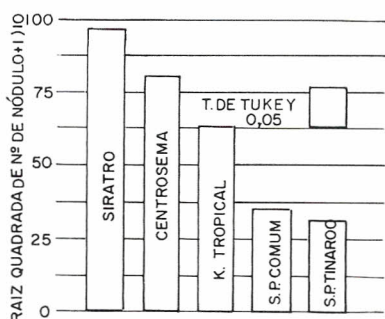 RAIZ QUADRADA DE Nº DE NÓDULO+1)10
100
75
50
25
0
T. DE TUKEY
0,05
SIRATRO
CENTROSEMA
K. TROPICAL
S.P. COMUM
S.P. TINAROO